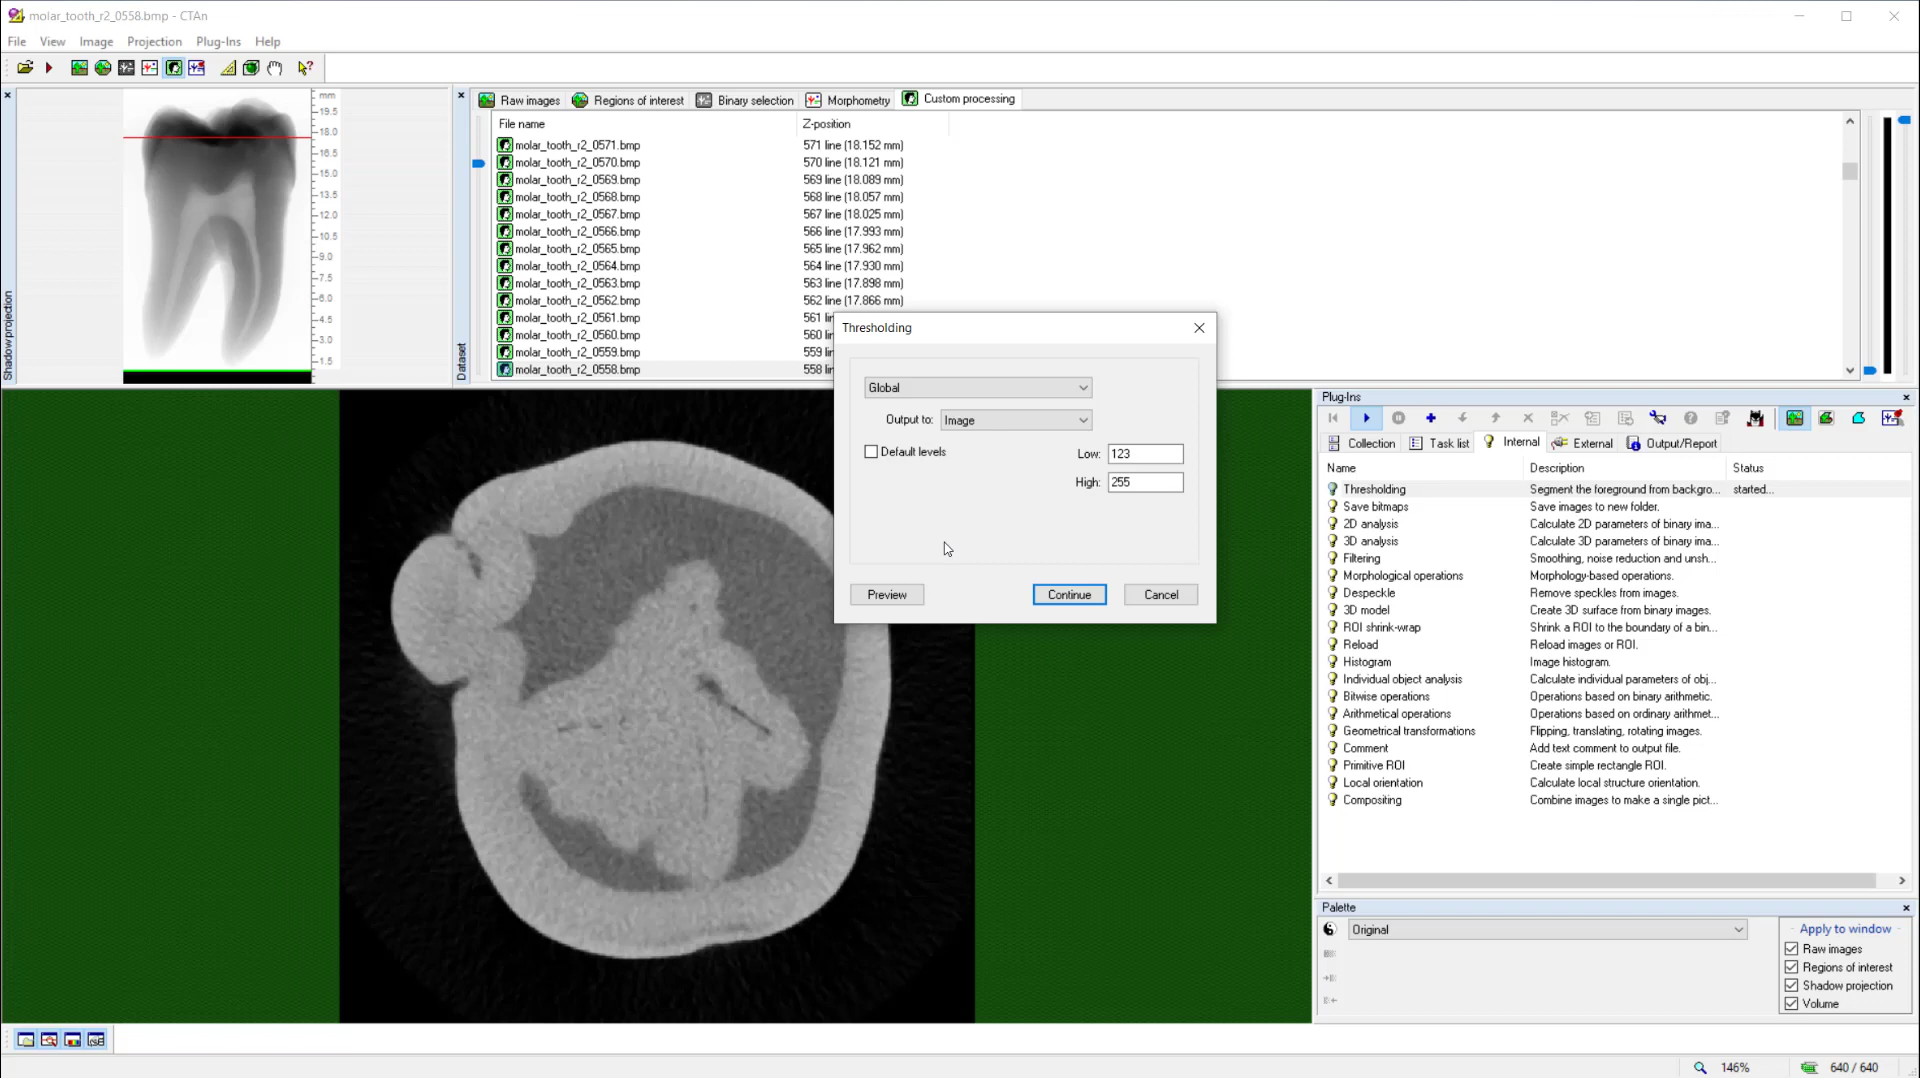 molar_tooth_r2_0558.bmp - CTAn
File View Image Projection Plug-Ins Help
Shadow projection
mm
19.5
18.0
16.5
15.0
13.5
12.0
10.5
9.0
7.5
6.0
4.5
3.0
1.5
Dataset
Raw images Regions of interest Binary selection Morphometry Custom processing
File name Z-position
molar_tooth_r2_0571.bmp 571 line (18.152 mm)
molar_tooth_r2_0570.bmp 570 line (18.121 mm)
molar_tooth_r2_0569.bmp 569 line (18.089 mm)
molar_tooth_r2_0568.bmp 568 line (18.057 mm)
molar_tooth_r2_0567.bmp 567 line (18.025 mm)
molar_tooth_r2_0566.bmp 566 line (17.993 mm)
molar_tooth_r2_0565.bmp 565 line (17.962 mm)
molar_tooth_r2_0564.bmp 564 line (17.930 mm)
molar_tooth_r2_0563.bmp 563 line (17.898 mm)
molar_tooth_r2_0562.bmp 562 line (17.866 mm)
molar_tooth_r2_0561.bmp 561
molar_tooth_r2_0560.bmp 560
molar_tooth_r2_0559.bmp 559
molar_tooth_r2_0558.bmp 558
Thresholding
Global
Output to: Image
Default levels
Low: 123
High: 255
Preview Continue Cancel
Plug-Ins
Collection Task list Internal External Output/Report
Name Description Status
Thresholding Segment the foreground from backgro... started...
Save bitmaps Save images to new folder.
2D analysis Calculate 2D parameters of binary ima...
3D analysis Calculate 3D parameters of binary ima...
Filtering Smoothing, noise reduction and unsh...
Morphological operations Morphology-based operations.
Despeckle Remove speckles from images.
3D model Create 3D surface from binary images.
ROI shrink-wrap Shrink a ROI to the boundary of a bin...
Reload Reload images or ROI.
Histogram Image histogram.
Individual object analysis Calculate individual parameters of obj...
Bitwise operations Operations based on binary arithmetic.
Arithmetical operations Operations based on ordinary arithmet...
Geometrical transformations Flipping, translating, rotating images.
Comment Add text comment to output file.
Primitive ROI Create simple rectangle ROI.
Local orientation Calculate local structure orientation.
Compositing Combine images to make a single pict...
Palette
Original
Apply to window
Raw images
Regions of interest
Shadow projection
Volume
146% 640 / 640